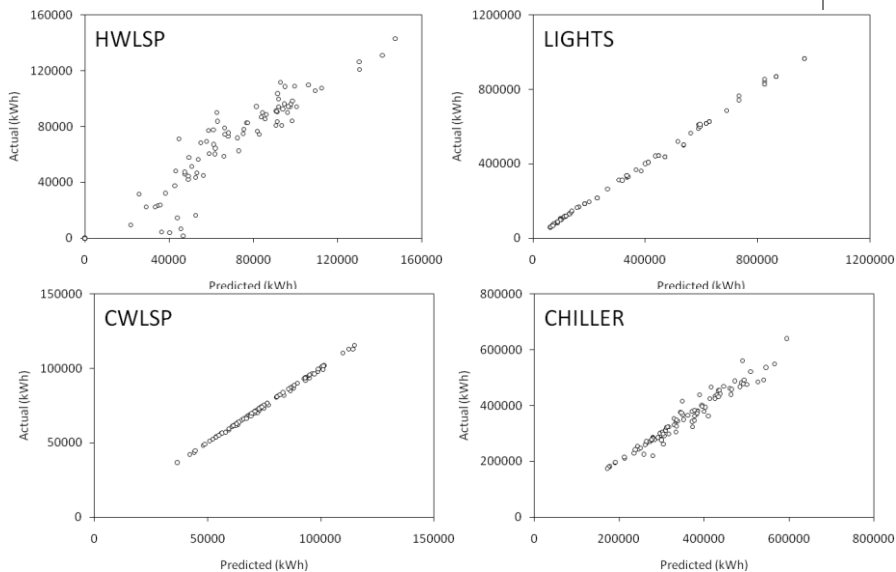 HWLSP
160000
120000
80000
40000
0
Actual (kWh)
0 40000 80000 120000 160000
Predicted (kWh)
LIGHTS
1200000
800000
400000
0
Actual (kWh)
0 400000 800000 1200000
Predicted (kWh)
CWLSP
150000
100000
50000
0
Actual (kWh)
0 50000 100000 150000
Predicted (kWh)
CHILLER
800000
600000
400000
200000
0
Actual (kWh)
0 200000 400000 600000 800000
Predicted (kWh)